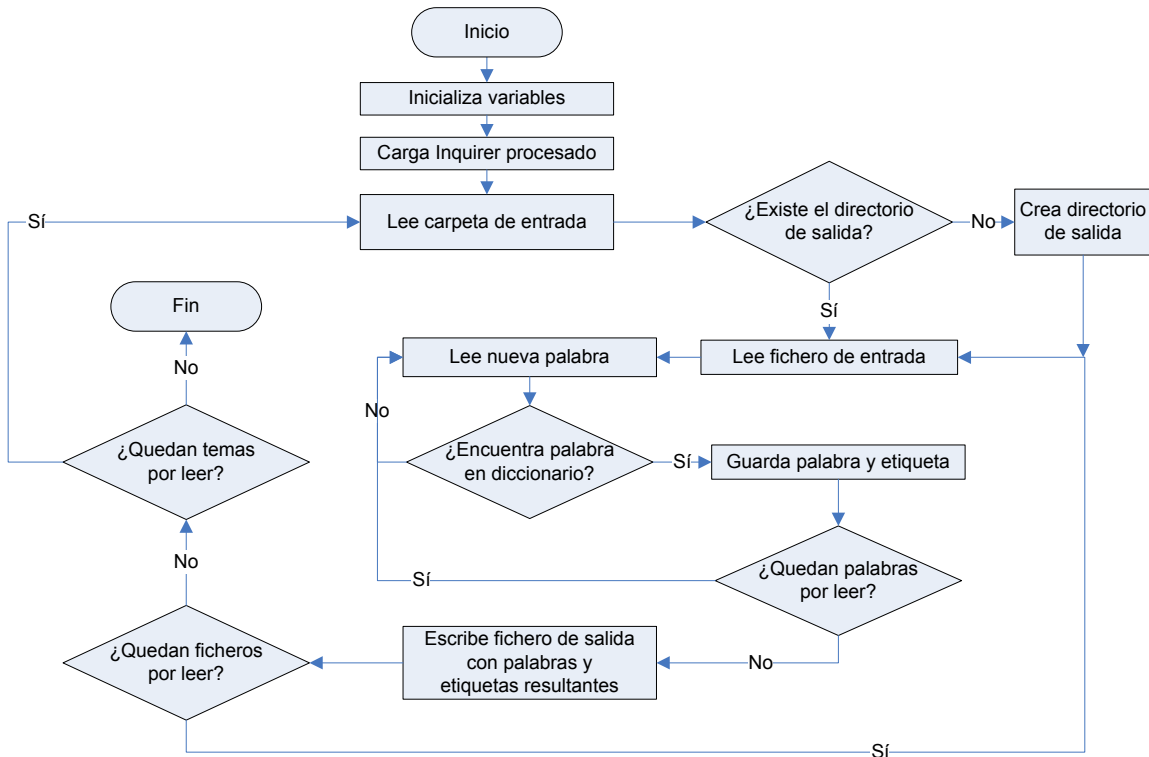 Inicio
Inicializa variables
Carga Inquirer procesado
Lee carpeta de entrada
¿Existe el directorio
de salida?
No
Crea directorio
de salida
Sí
Sí
Fin
No
Lee nueva palabra
Lee fichero de entrada
No
¿Encuentra palabra
en diccionario?
Sí
Guarda palabra y etiqueta
¿Quedan temas
por leer?
No
Sí
¿Quedan palabras
por leer?
¿Quedan ficheros
por leer?
Escribe fichero de salida
con palabras y
etiquetas resultantes
No
Sí